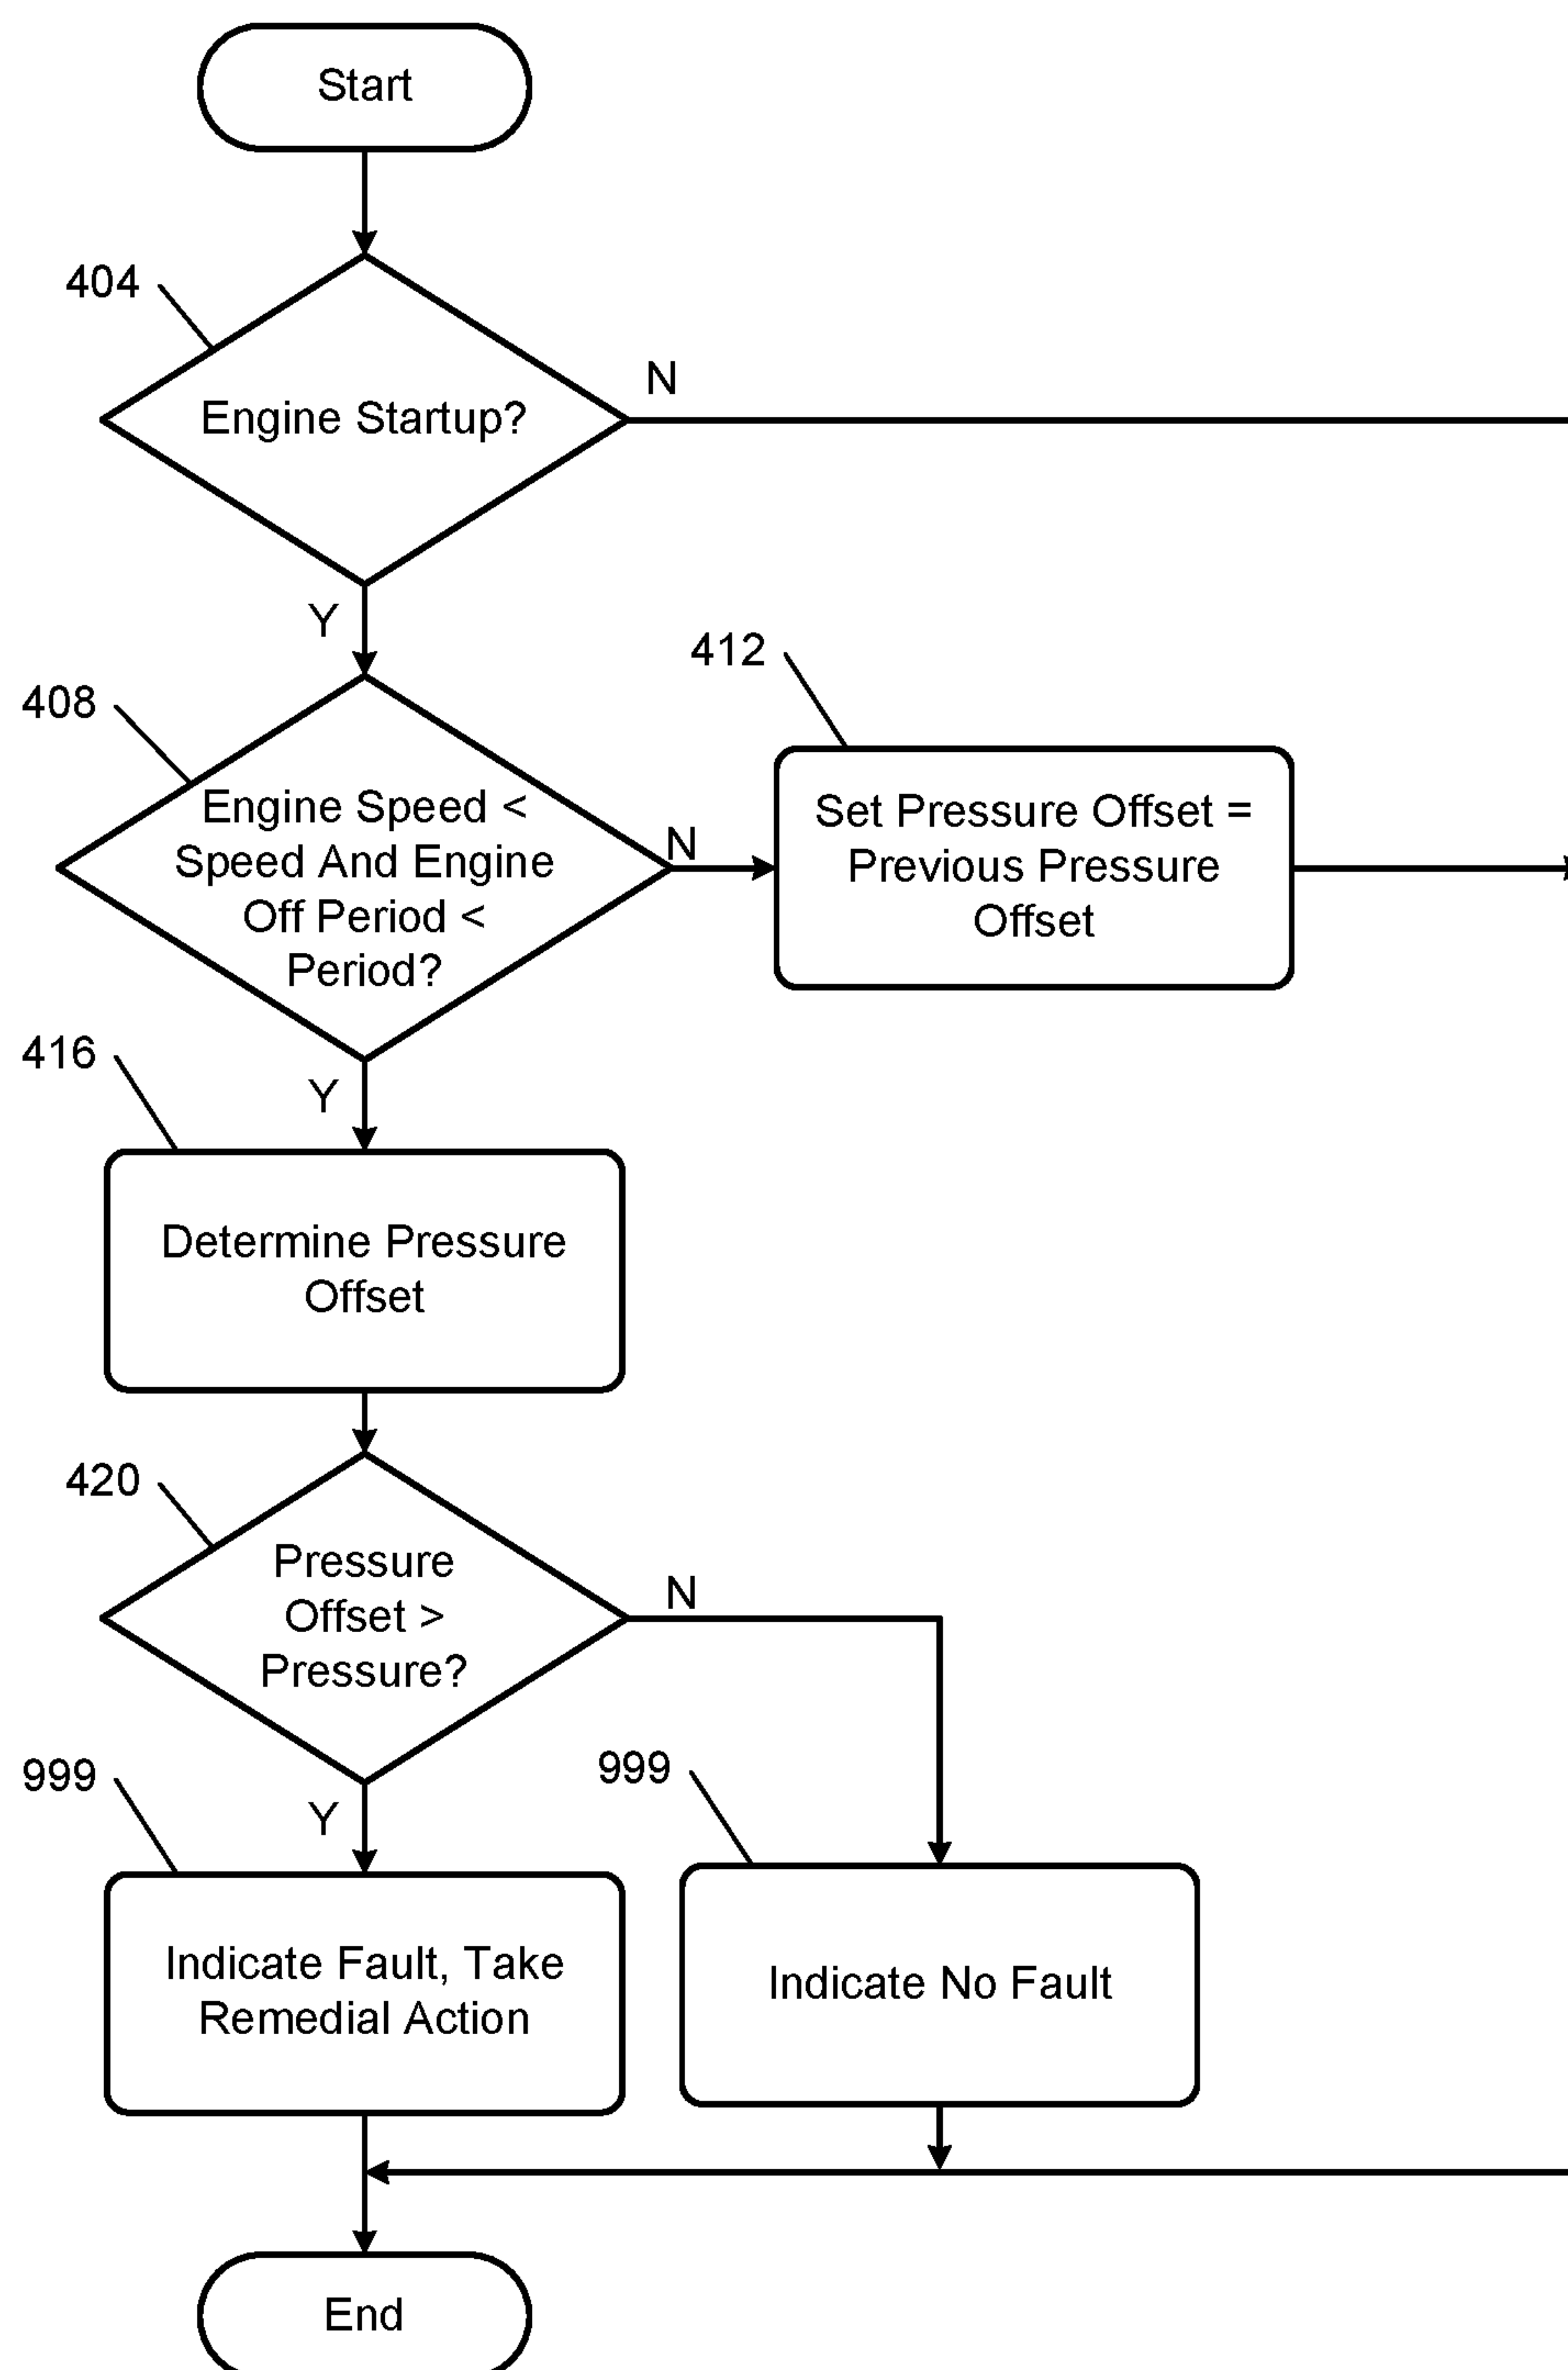 Start
404
Engine Startup?
N
Y
408
Engine Speed <
Speed And Engine
Off Period <
Period?
N
412
Set Pressure Offset =
Previous Pressure
Offset
Y
416
Determine Pressure
Offset
420
Pressure
Offset >
Pressure?
N
Y
999
Indicate Fault, Take
Remedial Action
999
Indicate No Fault
End